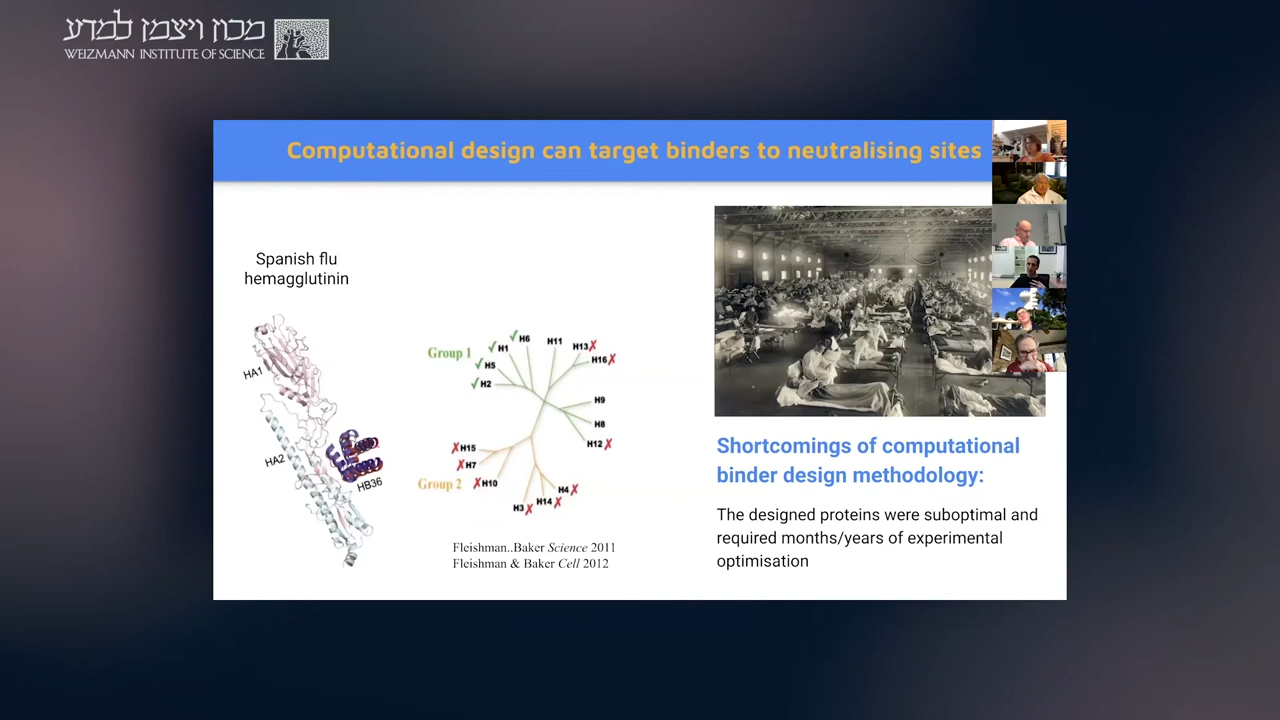 מכון ויצמן למדע
WEIZMANN INSTITUTE OF SCIENCE
Computational design can target binders to neutralising sites
Spanish flu
hemagglutinin
HA1
HA2
HB36
Group 1
✓H6
✓H1
✓H5
✓H2
H11
H13✗
H16✗
H9
H8
H12✗
✗H15
✗H7
Group 2
✗H10
H3✗
H14✗
H4✗
Fleishman..Baker Science 2011
Fleishman & Baker Cell 2012
Shortcomings of computational
binder design methodology:
The designed proteins were suboptimal and
required months/years of experimental
optimisation